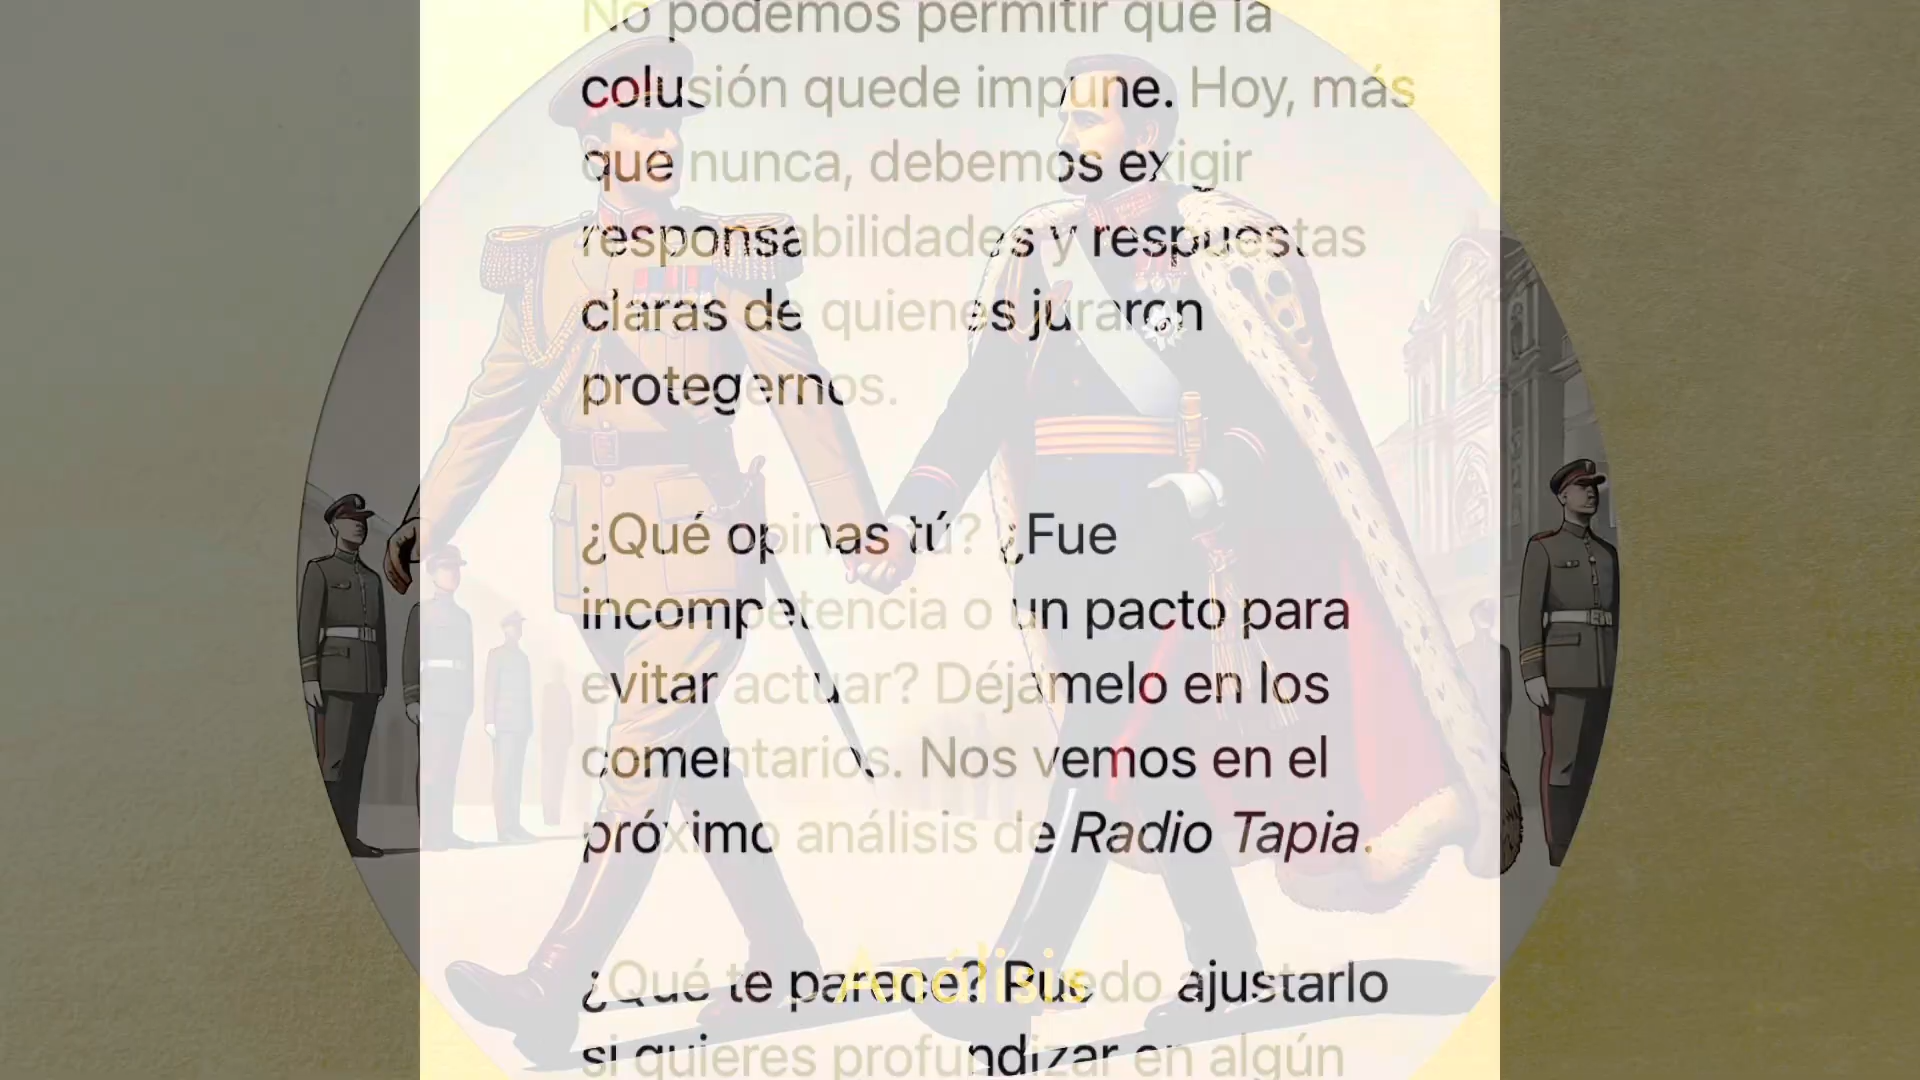 No podemos permitir que la
colusión quede impune. Hoy, más
que nunca, debemos exigir
responsabilidades y respuestas
claras de quienes juraron
protegernos.
¿Qué opinas tú? ¿Fue
incompetencia o un pacto para
evitar actuar? Déjamelo en los
comentarios. Nos vemos en el
próximo análisis de Radio Tapia.
Análisis
¿Qué te parece? Puedo ajustarlo
si quieres profundizar en algún